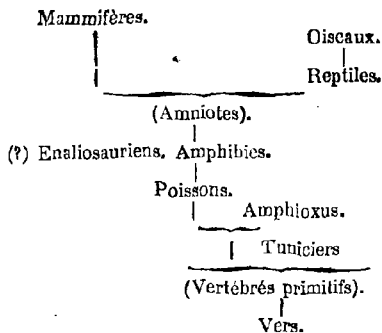 Mammifères.
Oiseaux.
Reptiles.
(Amniotes).
(?) Enaliosauriens. Amphibies.
Poissons.
Amphioxus.
Tuniciers
(Vertébrés primitifs).
Vers.